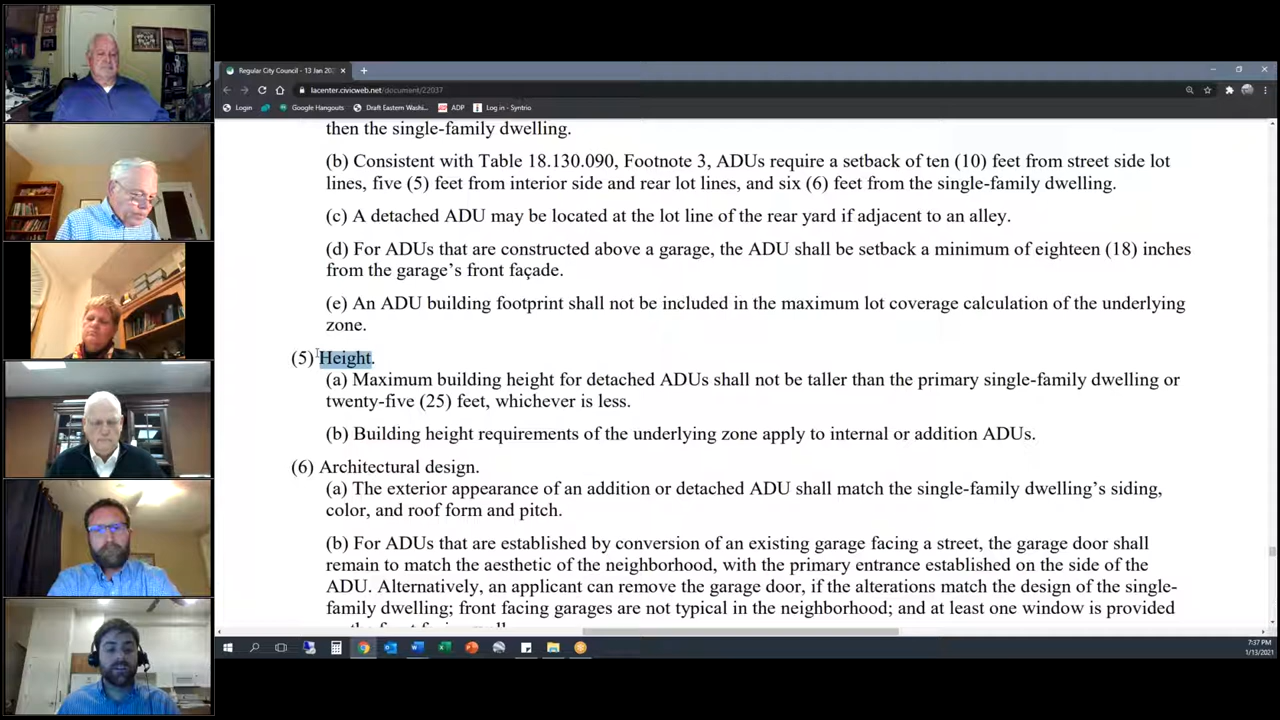 Regular City Council - 13 Jan 202
lacenter.civicweb.net/document/22037
Login
Google Hangouts
Draft Eastern Washi...
ADP
Log in - Syntrio
then the single-family dwelling.
(b) Consistent with Table 18.130.090, Footnote 3, ADUs require a setback of ten (10) feet from street side lot
lines, five (5) feet from interior side and rear lot lines, and six (6) feet from the single-family dwelling.
(c) A detached ADU may be located at the lot line of the rear yard if adjacent to an alley.
(d) For ADUs that are constructed above a garage, the ADU shall be setback a minimum of eighteen (18) inches
from the garage's front façade.
(e) An ADU building footprint shall not be included in the maximum lot coverage calculation of the underlying
zone.
(5) Height.
(a) Maximum building height for detached ADUs shall not be taller than the primary single-family dwelling or
twenty-five (25) feet, whichever is less.
(b) Building height requirements of the underlying zone apply to internal or addition ADUs.
(6) Architectural design.
(a) The exterior appearance of an addition or detached ADU shall match the single-family dwelling's siding,
color, and roof form and pitch.
(b) For ADUs that are established by conversion of an existing garage facing a street, the garage door shall
remain to match the aesthetic of the neighborhood, with the primary entrance established on the side of the
ADU. Alternatively, an applicant can remove the garage door, if the alterations match the design of the single-
family dwelling; front facing garages are not typical in the neighborhood; and at least one window is provided
7:37 PM
1/13/2021